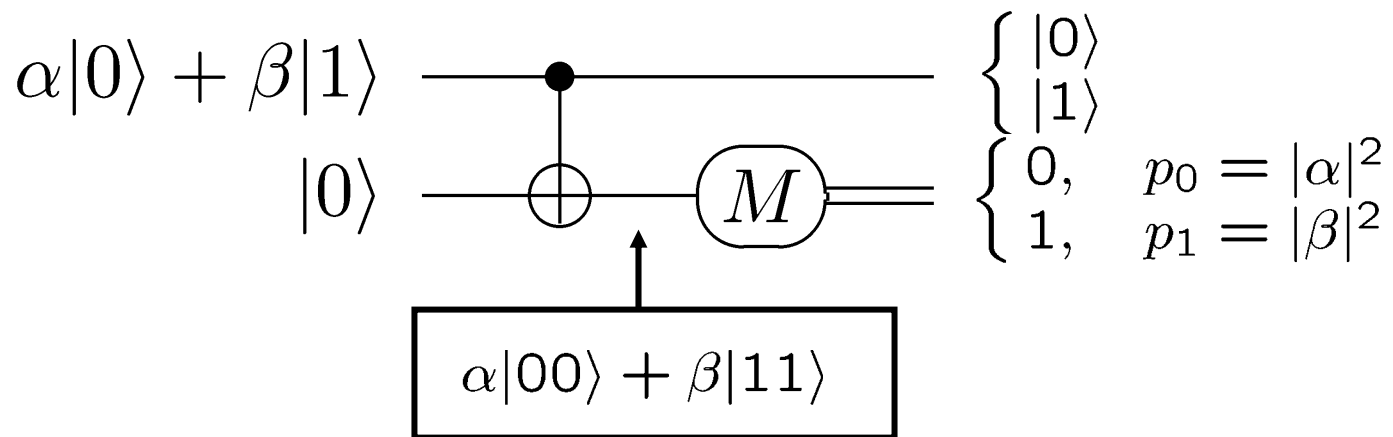 α|0⟩ + β|1⟩
|0⟩
M
|0⟩
|1⟩
0, p₀ = |α|²
1, p₁ = |β|²
α|00⟩ + β|11⟩